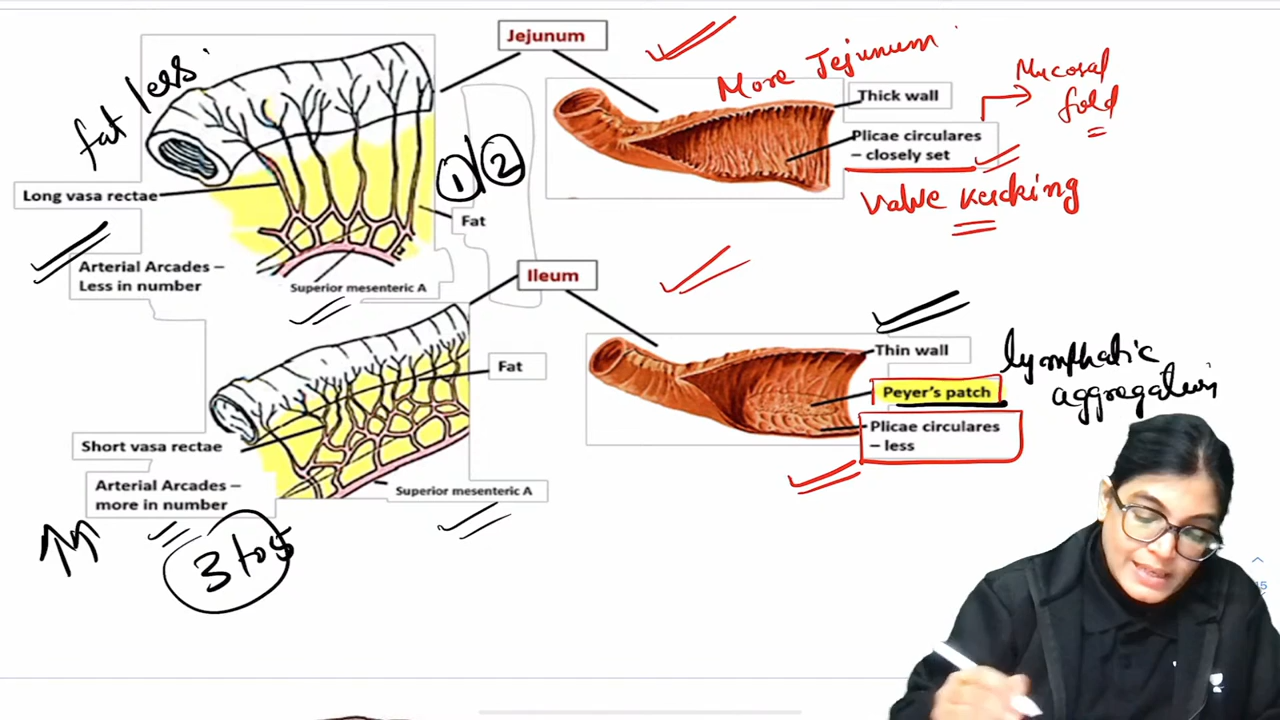 Jejunum
fat less
More Jejunum
Mucosal
fold
Thick wall
Plicae circulares
– closely set
Valve kercking
1/2
Long vasa rectae
Fat
Arterial Arcades –
Less in number
Superior mesenteric A
Ileum
Thin wall
lymphatic
aggregation
Fat
Peyer's patch
Plicae circulares
– less
Short vasa rectae
Arterial Arcades –
more in number
Superior mesenteric A
3 to 5